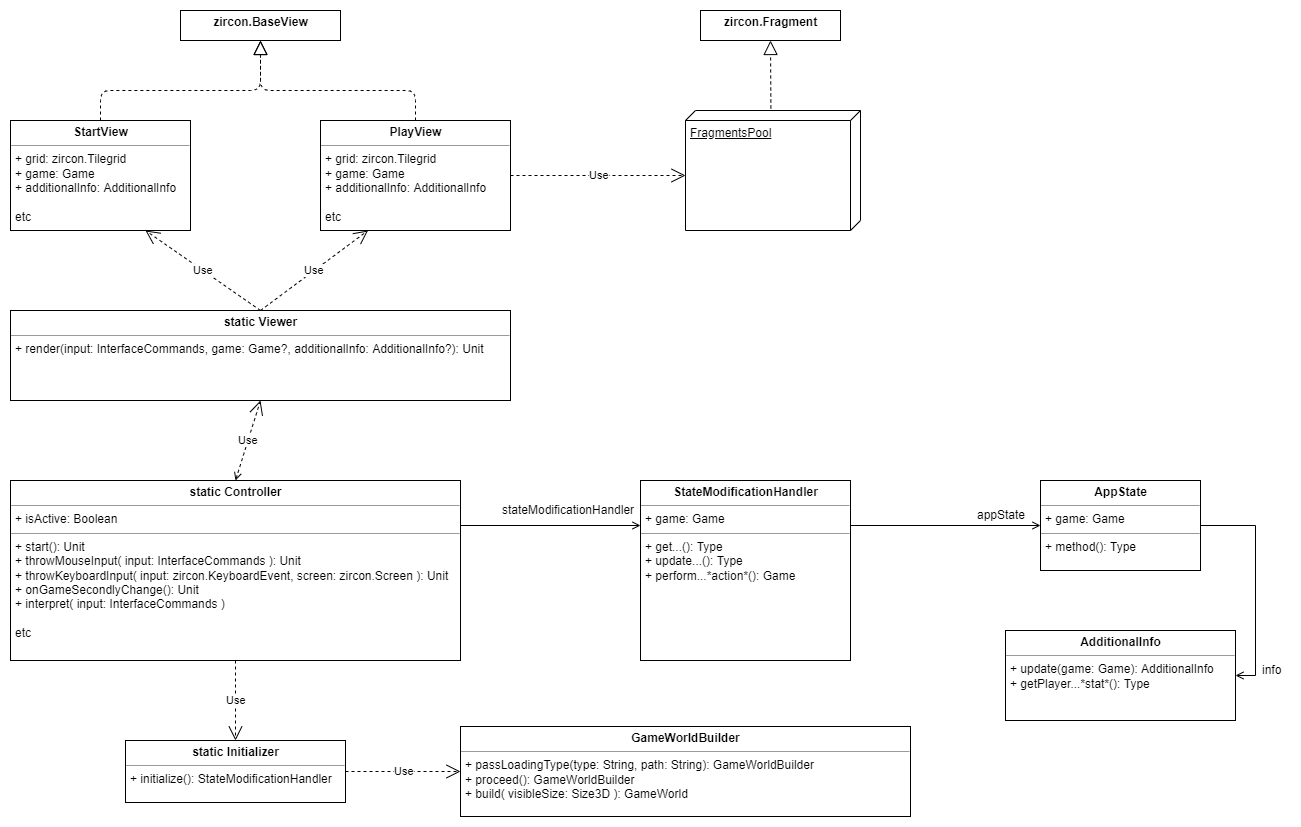 zircon.BaseView
zircon.Fragment
StartView
+ grid: zircon.Tilegrid
+ game: Game
+ additionalInfo: AdditionalInfo
etc
PlayView
+ grid: zircon.Tilegrid
+ game: Game
+ additionalInfo: AdditionalInfo
etc
Use
FragmentsPool
Use
Use
static Viewer
+ render(input: InterfaceCommands, game: Game?, additionalInfo: AdditionalInfo?): Unit
Use
static Controller
+ isActive: Boolean
+ start(): Unit
+ throwMouseInput( input: InterfaceCommands ): Unit
+ throwKeyboardInput( input: zircon.KeyboardEvent, screen: zircon.Screen ): Unit
+ onGameSecondlyChange(): Unit
+ interpret( input: InterfaceCommands )
etc
stateModificationHandler
StateModificationHandler
+ game: Game
+ get...(): Type
+ update...(): Type
+ perform...*action*(): Game
appState
AppState
+ game: Game
+ method(): Type
info
AdditionalInfo
+ update(game: Game): AdditionalInfo
+ getPlayer...*stat*(): Type
Use
static Initializer
+ initialize(): StateModificationHandler
Use
GameWorldBuilder
+ passLoadingType(type: String, path: String): GameWorldBuilder
+ proceed(): GameWorldBuilder
+ build( visibleSize: Size3D ): GameWorld